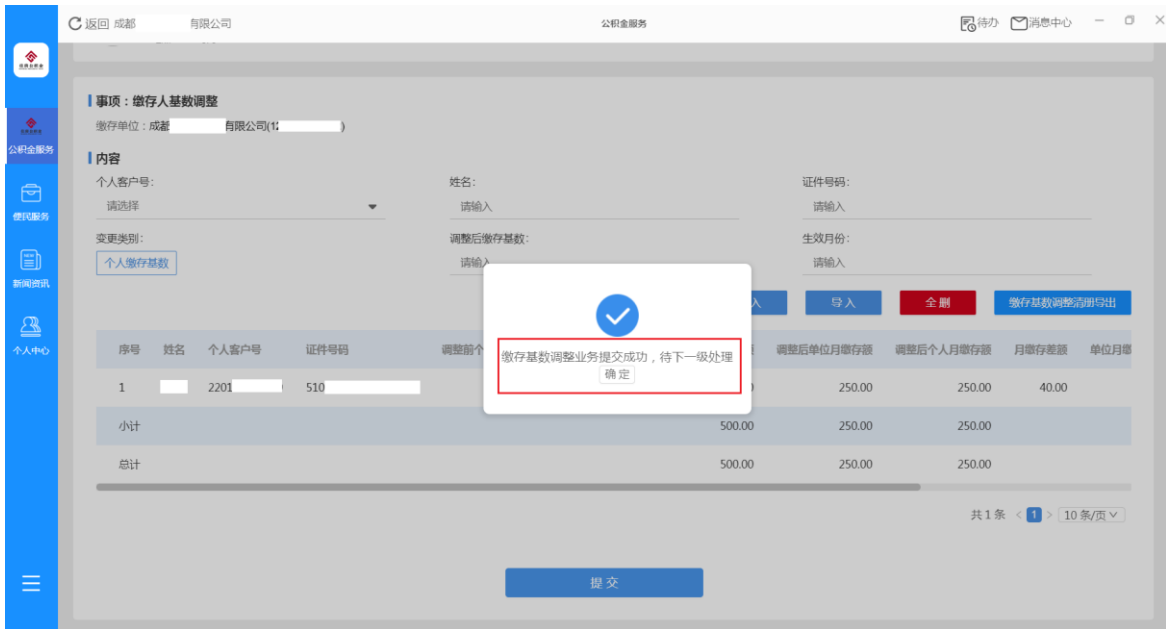 返回 成都 有限公司 公积金服务 待办 消息中心
公积金服务
便民服务
新闻资讯
个人中心
事项：缴存人基数调整
缴存单位：成都 有限公司(12 )
内容
个人客户号： 姓名： 证件号码：
请选择 请输入 请输入
变更类别： 调整后缴存基数： 生效月份：
个人缴存基数 请输入 请输入
入 导入 全删 缴存基数调整清册导出
序号 姓名 个人客户号 证件号码 调整前个 调整后单位月缴存额 调整后个人月缴存额 月缴存差额 单位月缴
1 2201 510 250.00 250.00 40.00
小计 500.00 250.00 250.00
总计 500.00 250.00 250.00
缴存基数调整业务提交成功，待下一级处理
确定
共1条 < 1 > 10条/页
提交